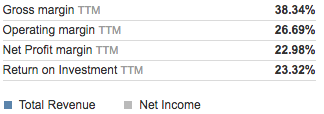 Gross margin TTM 38.34%
Operating margin TTM 26.69%
Net Profit margin TTM 22.98%
Return on Investment TTM 23.32%
Total Revenue Net Income